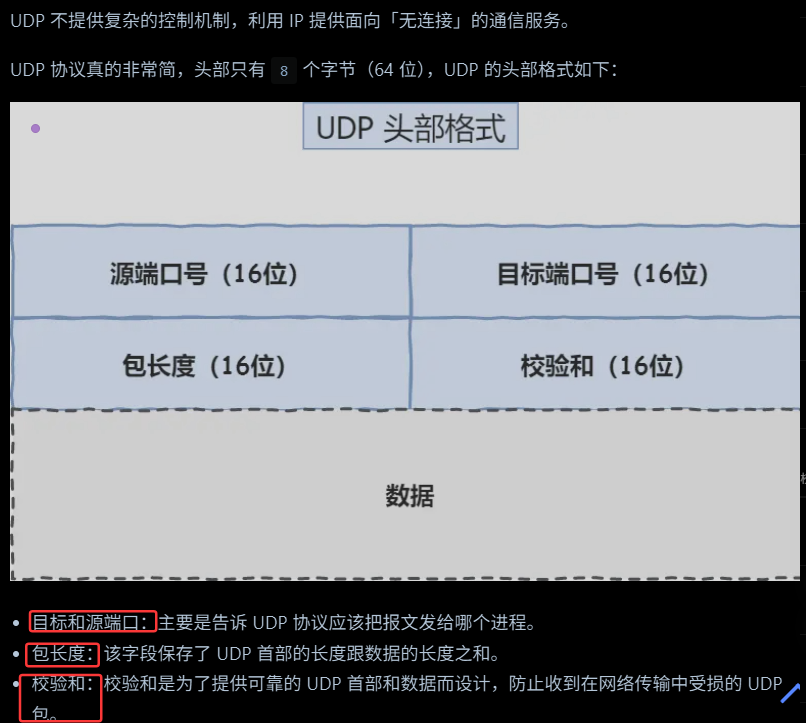 UDP 不提供复杂的控制机制，利用 IP 提供面向「无连接」的通信服务。
UDP 协议真的非常简，头部只有 8 个字节（64 位），UDP 的头部格式如下：
UDP 头部格式
源端口号（16位） 目标端口号（16位）
包长度（16位） 校验和（16位）
数据
目标和源端口：主要是告诉 UDP 协议应该把报文发给哪个进程。
包长度：该字段保存了 UDP 首部的长度跟数据的长度之和。
校验和：校验和是为了提供可靠的 UDP 首部和数据而设计，防止收到在网络传输中受损的 UDP
包。